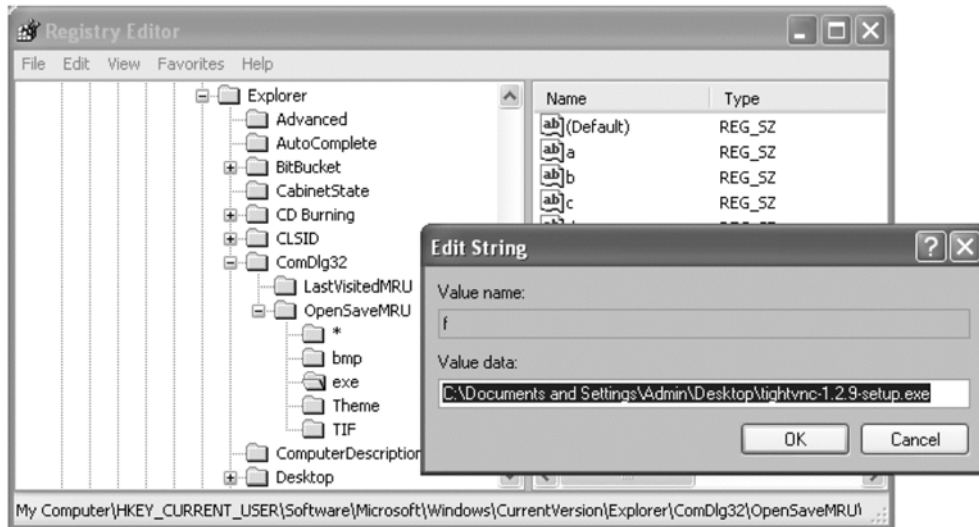 Registry Editor
File Edit View Favorites Help
Explorer
Advanced
AutoComplete
BitBucket
CabinetState
CD Burning
CLSID
ComDlg32
LastVisitedMRU
OpenSaveMRU
*
bmp
exe
Theme
TIF
ComputerDescription
Desktop
Name Type
(Default) REG_SZ
a REG_SZ
b REG_SZ
c REG_SZ
Edit String
Value name:
f
Value data:
C:\Documents and Settings\Admin\Desktop\tightvnc-1.2.9-setup.exe
OK Cancel
My Computer\HKEY_CURRENT_USER\Software\Microsoft\Windows\CurrentVersion\Explorer\ComDlg32\OpenSaveMRU\